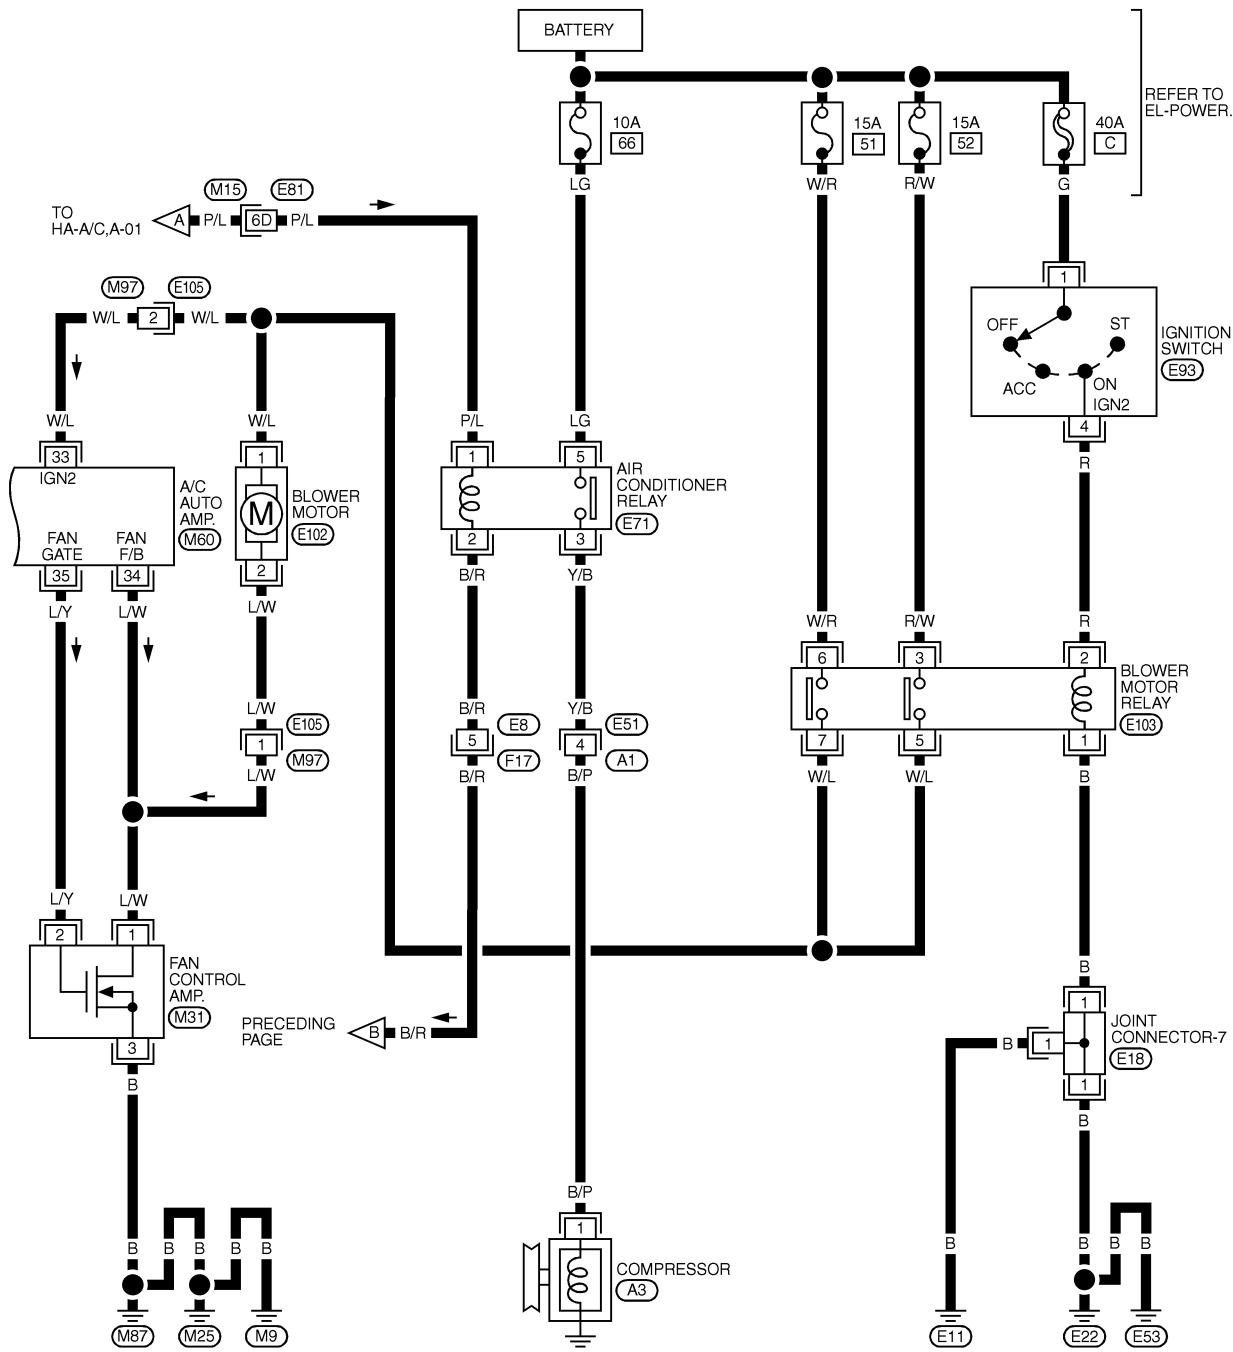 BATTERY
REFER TO
EL-POWER.
10A
66
15A
51
15A
52
40A
C
LG
W/R
R/W
G
M15
E81
TO
HA-A/C,A-01
A
P/L
6D
P/L
M97
E105
W/L
2
W/L
1
OFF
ST
ACC
ON
IGN2
4
IGNITION
SWITCH
E93
W/L
W/L
P/L
LG
R
33
IGN2
A/C
AUTO
AMP.
M60
FAN
GATE
FAN
F/B
35
34
1
M
2
BLOWER
MOTOR
E102
1
5
2
3
AIR
CONDITIONER
RELAY
E71
L/Y
L/W
L/W
B/R
Y/B
W/R
R/W
R
6
3
2
7
5
1
BLOWER
MOTOR
RELAY
E103
L/W
E105
1
M97
L/W
B/R
E8
5
F17
B/R
Y/B
E51
4
A1
B/P
W/L
W/L
B
L/Y
L/W
2
1
3
FAN
CONTROL
AMP.
M31
PRECEDING
PAGE
B
B/R
B
1
B
1
1
JOINT
CONNECTOR-7
E18
B
B
B/P
1
COMPRESSOR
A3
B
B
B
B
B
M87
M25
M9
B
B
B
B
E11
E22
E53